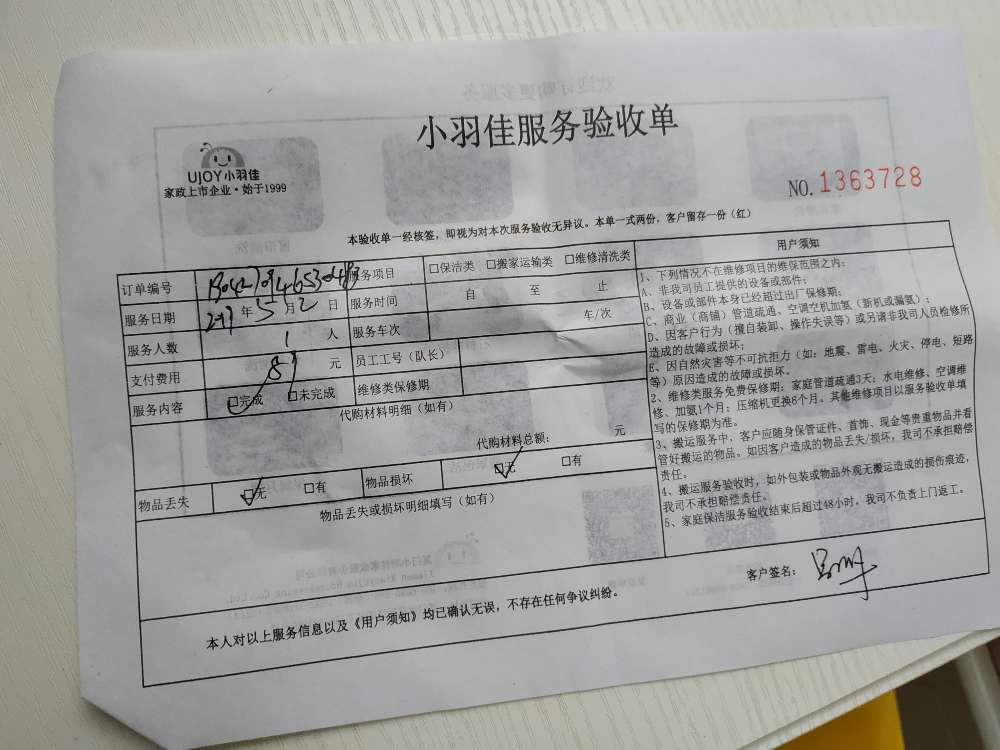 小羽佳服务验收单
UJOY小羽佳
家政上市企业·始于1999
NO.1363728
本验收单一经核签，即视为对本次服务验收无异议。本单一式两份，客户留存一份（红）
订单编号
服务项目 □保洁类 □搬家运输类 □维修清洗类
服务日期 年 5 月 2 日
服务时间 自 至 止
服务人数 1 人
服务车次 车/次
支付费用 元
员工工号（队长）
服务内容 □完成 □未完成
维修类保修期
代购材料明细（如有）
代购材料总额： 元
物品丢失 □无 □有
物品损坏 □无 □有
物品丢失或损坏明细填写（如有）
用户须知
1、下列情况不在维修项目的维保范围之内：
A、非我司员工提供的设备或部件；
B、设备或部件本身已经超过出厂保修期；
C、商业（商铺）管道疏通、空调空机加氢（新机或漏氢）；
D、因客户行为（擅自装卸、操作失误等）或另请非我司人员检修所
造成的故障或损坏；
E、因自然灾害等不可抗拒力（如：地震、雷电、火灾、停电、短路
等）原因造成的故障或损坏。
2、维修类服务免费保修期：家庭管道疏通3天；水电维修、空调维
修、加氢1个月；压缩机更换6个月。其他维修项目以服务验收单填
写的保修期为准。
3、搬运服务中，客户应随身保管证件、首饰、现金等贵重物品并看
管好搬运的物品。如因客户造成的物品丢失/损坏，我司不承担赔偿
责任。
4、搬运服务验收时，如外包装或物品外观无搬运造成的损伤痕迹，
我司不承担赔偿责任。
5、家庭保洁服务验收结束后超过48小时。我司不负责上门返工。
客户签名：
本人对以上服务信息以及《用户须知》均已确认无误，不存在任何争议纠纷。